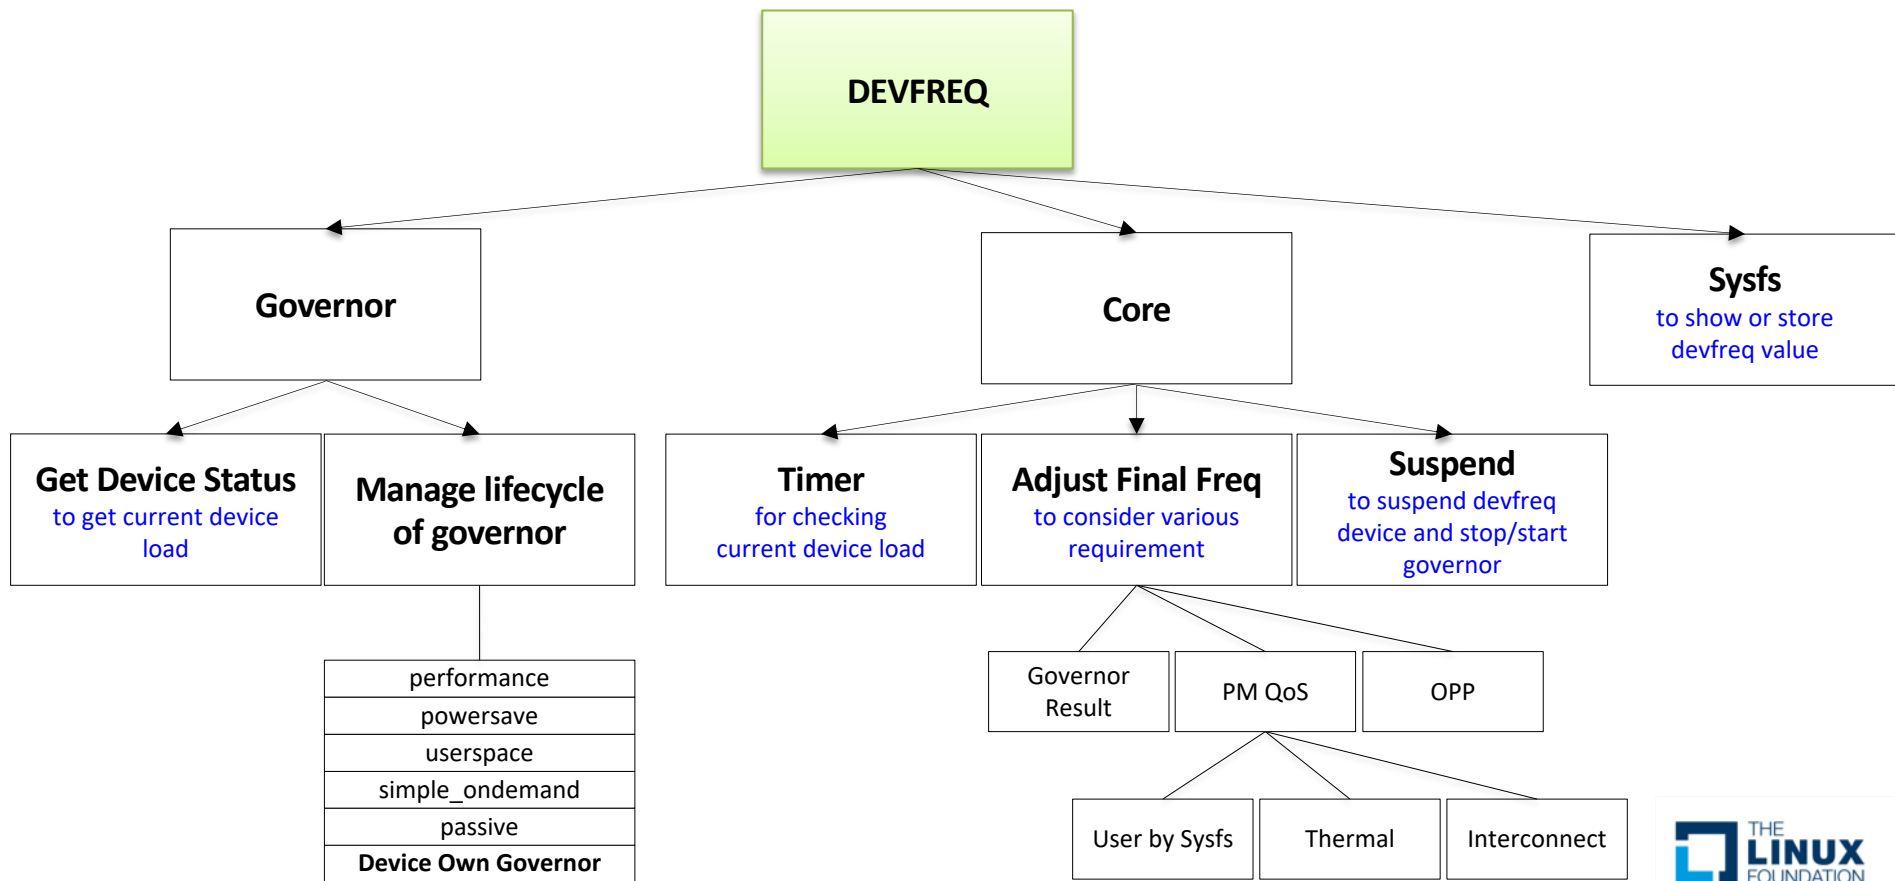 DEVFREQ
Governor
Core
Sysfs
to show or store
devfreq value
Get Device Status
to get current device
load
Manage lifecycle
of governor
Timer
for checking
current device load
Adjust Final Freq
to consider various
requirement
Suspend
to suspend devfreq
device and stop/start
governor
performance
powersave
userspace
simple_ondemand
passive
Device Own Governor
Governor
Result
PM QoS
OPP
User by Sysfs
Thermal
Interconnect
THE
LINUX
FOUNDATION